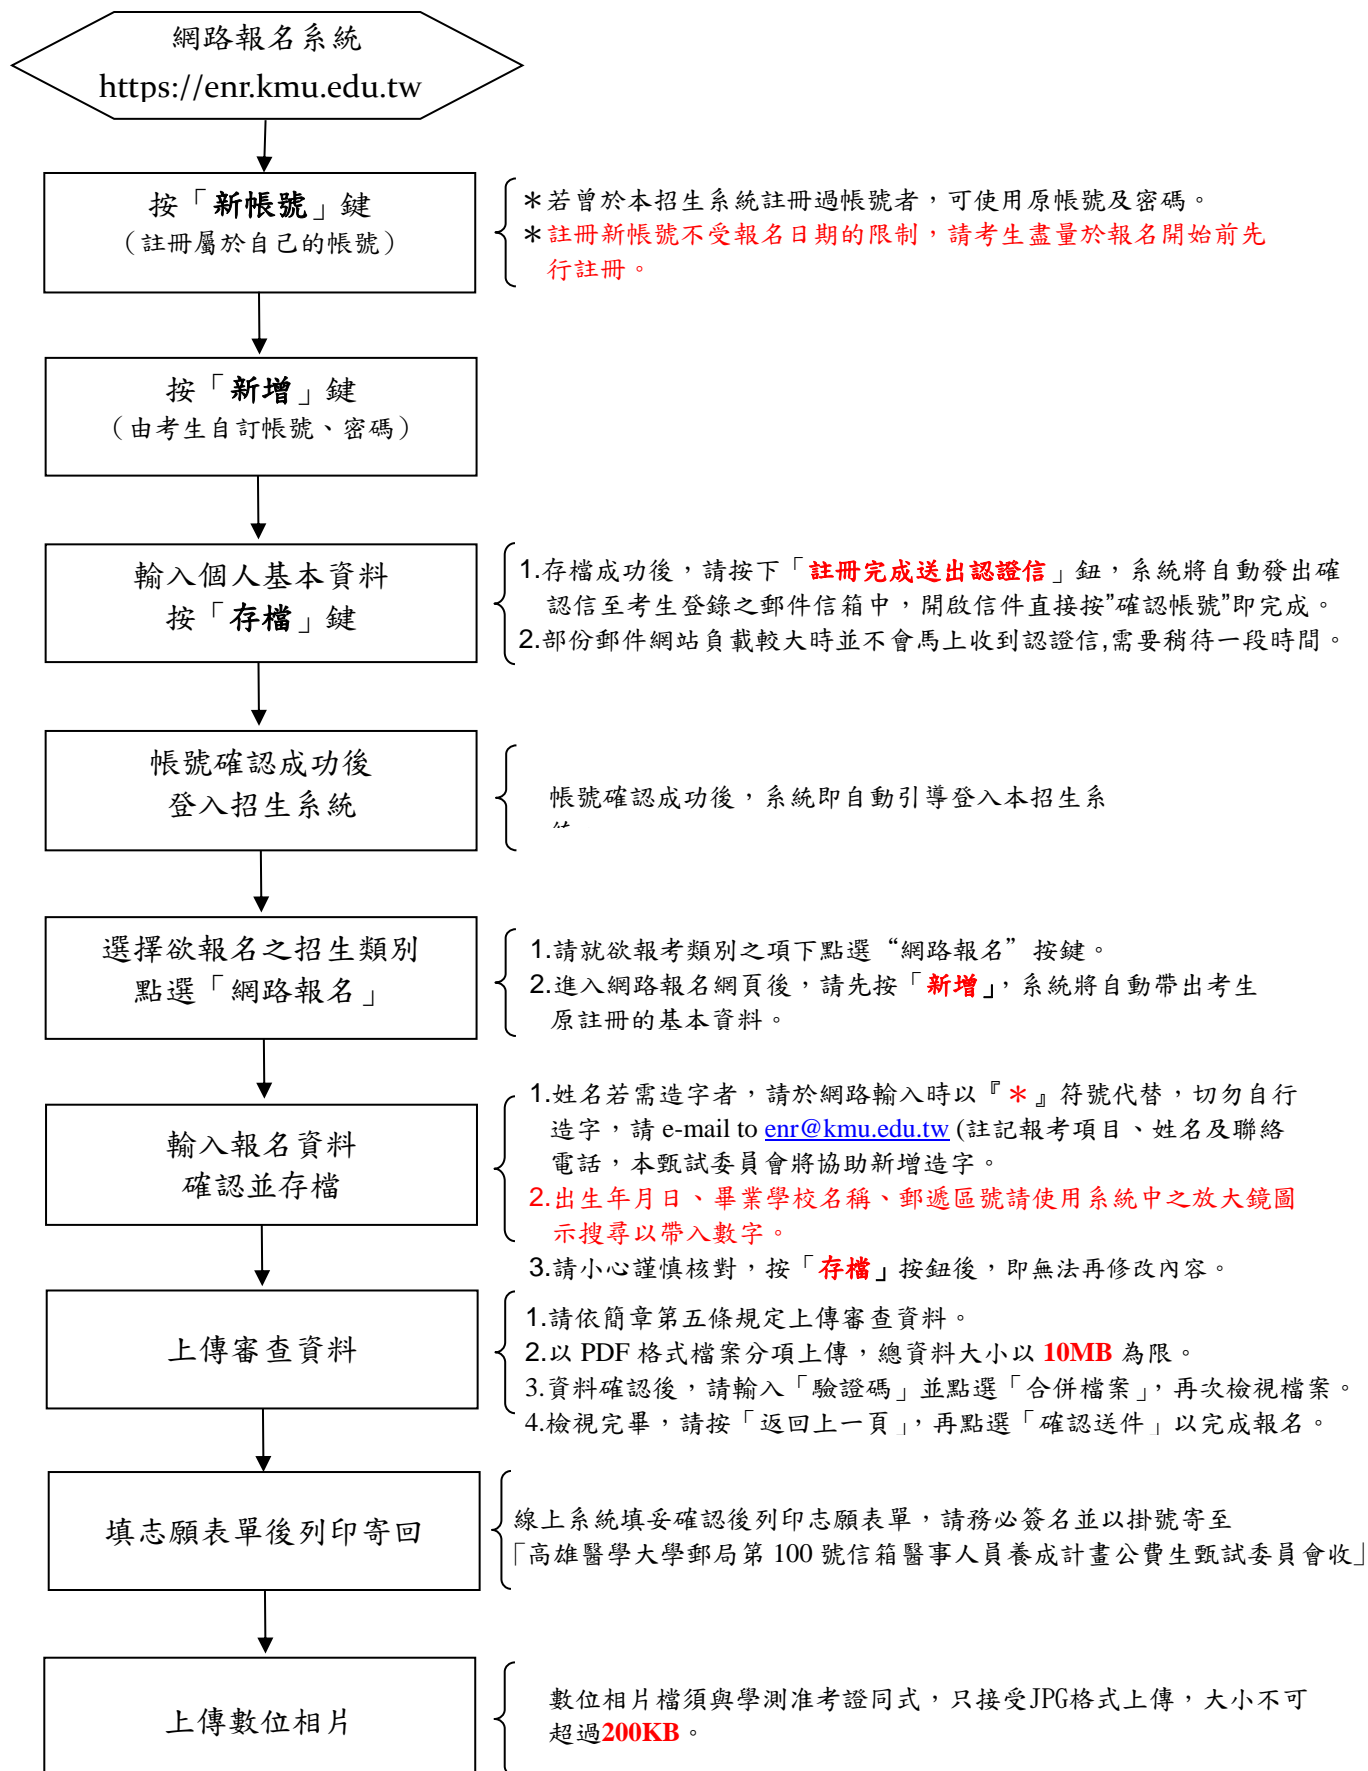 網路報名系統
https://enr.kmu.edu.tw
按「新帳號」鍵
（註冊屬於自己的帳號）
＊若曾於本招生系統註冊過帳號者，可使用原帳號及密碼。
＊註冊新帳號不受報名日期的限制，請考生盡量於報名開始前先
行註冊。
按「新增」鍵
（由考生自訂帳號、密碼）
輸入個人基本資料
按「存檔」鍵
1.存檔成功後，請按下「註冊完成送出認證信」鈕，系統將自動發出確
認信至考生登錄之郵件信箱中，開啟信件直接按”確認帳號”即完成。
2.部份郵件網站負載較大時並不會馬上收到認證信,需要稍待一段時間。
帳號確認成功後
登入招生系統
帳號確認成功後，系統即自動引導登入本招生系
選擇欲報名之招生類別
點選「網路報名」
1.請就欲報考類別之項下點選“網路報名”按鍵。
2.進入網路報名網頁後，請先按「新增」，系統將自動帶出考生
原註冊的基本資料。
輸入報名資料
確認並存檔
1.姓名若需造字者，請於網路輸入時以『＊』符號代替，切勿自行
造字，請 e-mail to enr@kmu.edu.tw (註記報考項目、姓名及聯絡
電話，本甄試委員會將協助新增造字。
2.出生年月日、畢業學校名稱、郵遞區號請使用系統中之放大鏡圖
示搜尋以帶入數字。
3.請小心謹慎核對，按「存檔」按鈕後，即無法再修改內容。
上傳審查資料
1.請依簡章第五條規定上傳審查資料。
2.以 PDF 格式檔案分項上傳，總資料大小以 10MB 為限。
3.資料確認後，請輸入「驗證碼」並點選「合併檔案」，再次檢視檔案。
4.檢視完畢，請按「返回上一頁」，再點選「確認送件」以完成報名。
填志願表單後列印寄回
線上系統填妥確認後列印志願表單，請務必簽名並以掛號寄至
「高雄醫學大學郵局第 100 號信箱醫事人員養成計畫公費生甄試委員會收」
上傳數位相片
數位相片檔須與學測准考證同式，只接受JPG格式上傳，大小不可
超過200KB。